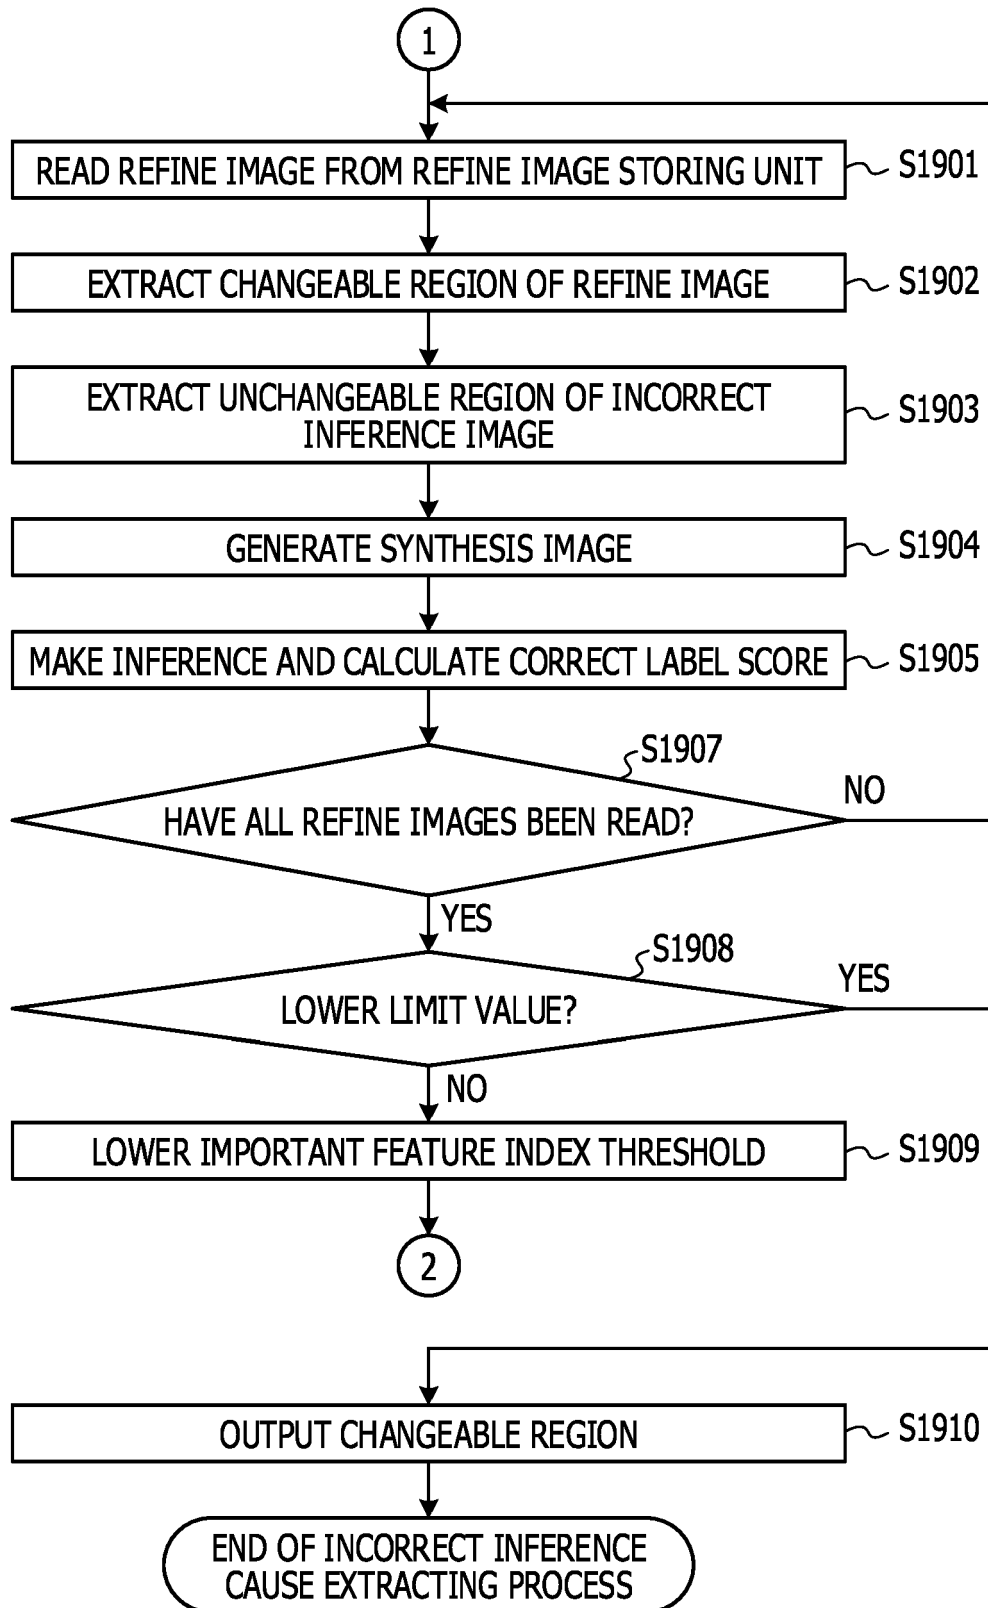 1
READ REFINE IMAGE FROM REFINE IMAGE STORING UNIT
S1901
EXTRACT CHANGEABLE REGION OF REFINE IMAGE
S1902
EXTRACT UNCHANGEABLE REGION OF INCORRECT
INFERENCE IMAGE
S1903
GENERATE SYNTHESIS IMAGE
S1904
MAKE INFERENCE AND CALCULATE CORRECT LABEL SCORE
S1905
S1907
HAVE ALL REFINE IMAGES BEEN READ?
NO
YES
S1908
LOWER LIMIT VALUE?
YES
NO
LOWER IMPORTANT FEATURE INDEX THRESHOLD
S1909
2
OUTPUT CHANGEABLE REGION
S1910
END OF INCORRECT INFERENCE
CAUSE EXTRACTING PROCESS